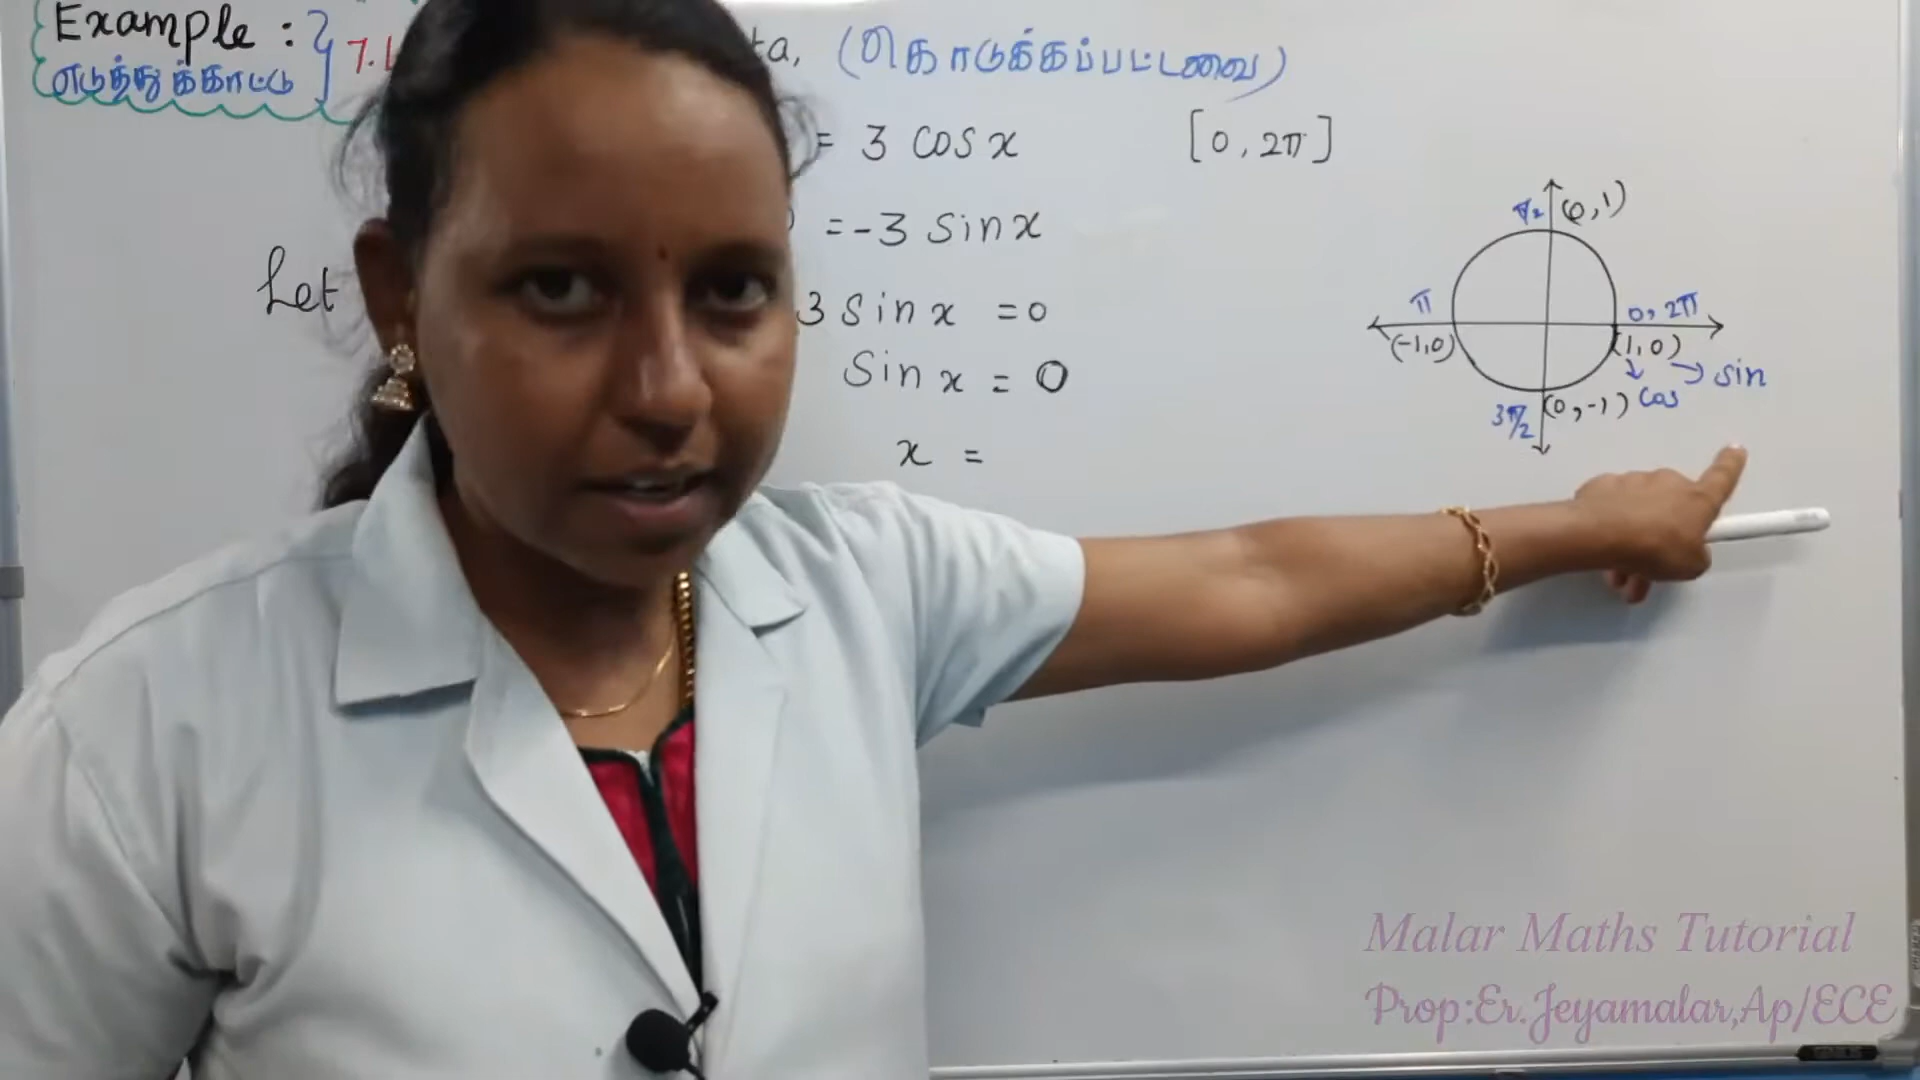 Example :
எடுத்துக்காட்டு
7.1
ta, (கொடுக்கப்பட்டவை)
= 3 cos x [0, 2π]
= -3 sin x
Let
3 sin x = 0
Sin x = 0
x =
π/2 (0,1)
π 0, 2π
(-1,0) (1,0)
sin
cos
3π/2 (0,-1)
Malar Maths Tutorial
Prop:Er.Jeyamalar,Ap/ECE